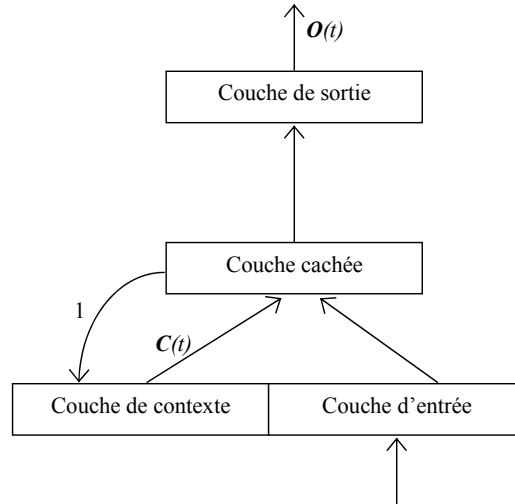 O(t)
Couche de sortie
Couche cachée
1
C(t)
Couche de contexte
Couche d'entrée